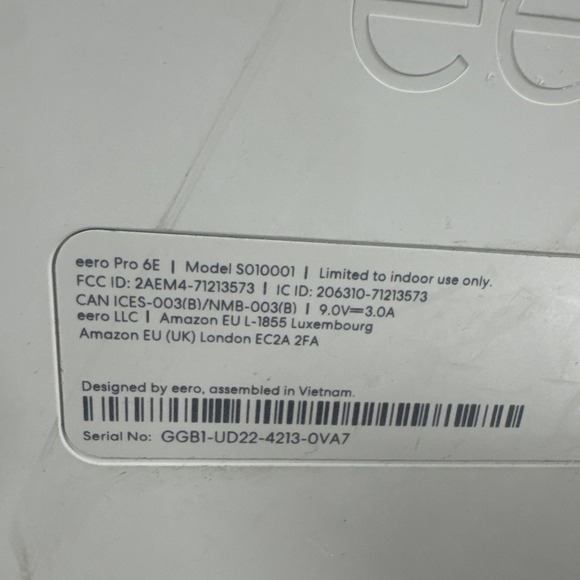 ee
eero Pro 6E | Model S010001 | Limited to indoor use only.
FCC ID: 2AEM4-71213573 | IC ID: 206310-71213573
CAN ICES-003(B)/NMB-003(B) | 9.0V⎓3.0A
eero LLC | Amazon EU L-1855 Luxembourg
Amazon EU (UK) London EC2A 2FA
Designed by eero, assembled in Vietnam.
Serial No: GGB1-UD22-4213-0VA7